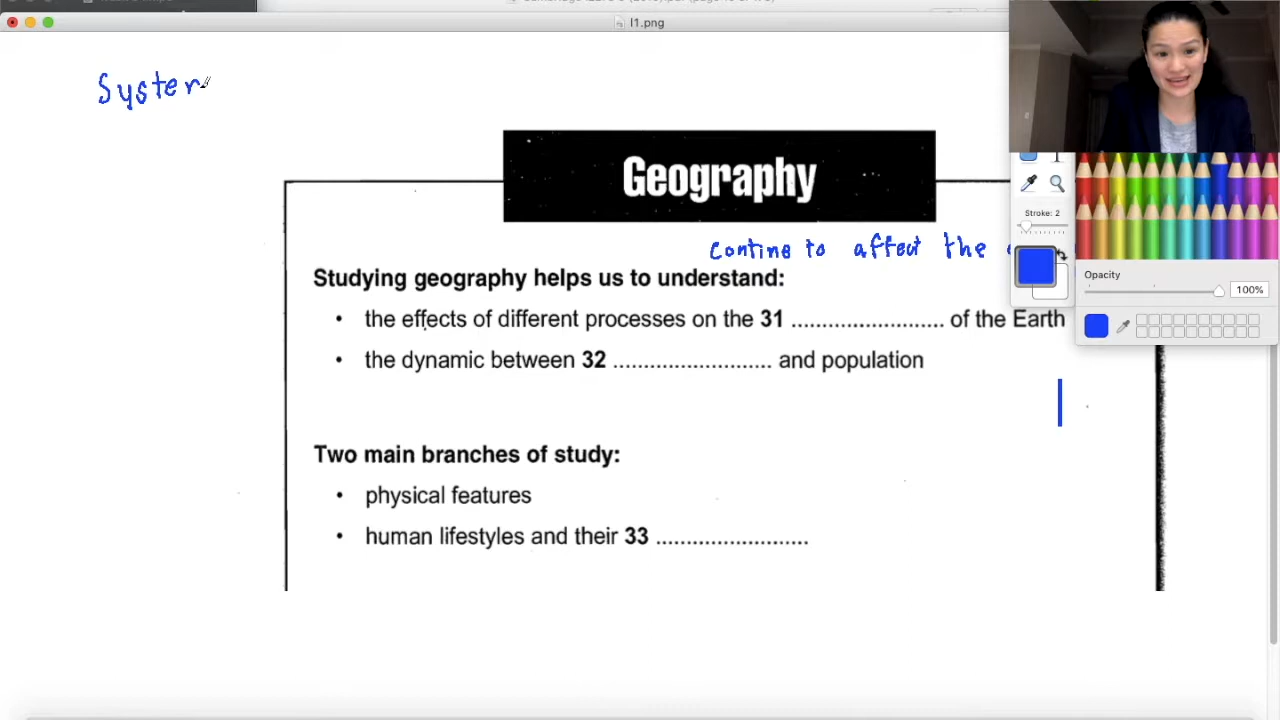 l1.png
Syster
Geography
contine to affect the
Studying geography helps us to understand:
• the effects of different processes on the 31 ........................ of the Earth
• the dynamic between 32 ......................... and population
Two main branches of study:
• physical features
• human lifestyles and their 33 ........................
Stroke: 2
Opacity
100%